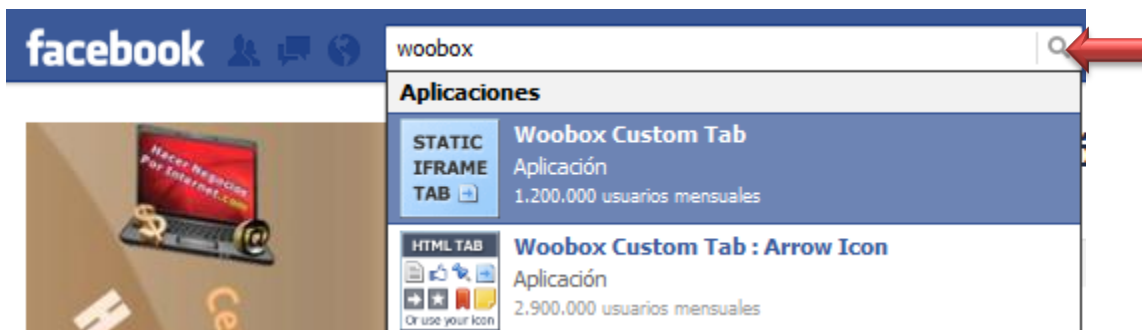 facebook
woobox
Aplicaciones
STATIC
IFRAME
TAB
Woobox Custom Tab
Aplicación
1.200.000 usuarios mensuales
HTML TAB
Or use your icon
Woobox Custom Tab : Arrow Icon
Aplicación
2.900.000 usuarios mensuales
Hacer Negocios
Por Internet.com
$
@
H
Ce